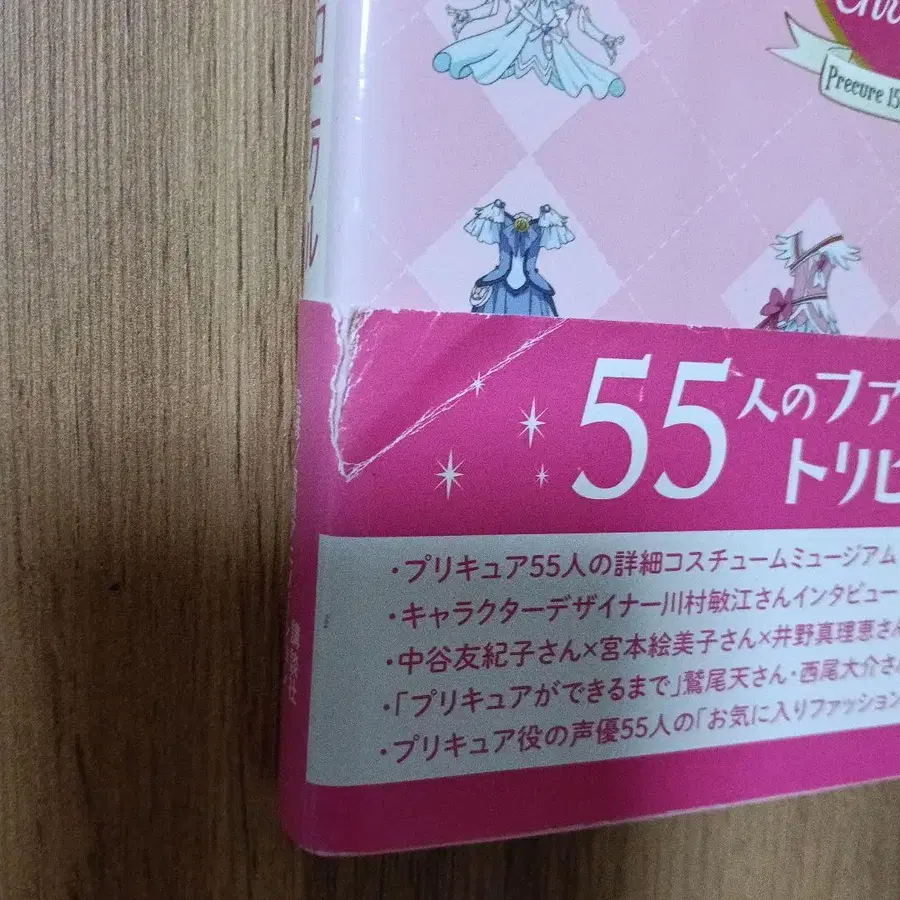 Precure 15
55人のファ
トリビ
・プリキュア55人の詳細コスチュームミュージアム
・キャラクターデザイナー川村敏江さんインタビュー
・中谷友紀子さん×宮本絵美子さん×井野真理恵さん
・「プリキュアができるまで」鷲尾天さん・西尾大介さん
・プリキュア役の声優55人の「お気に入りファッション
講談社